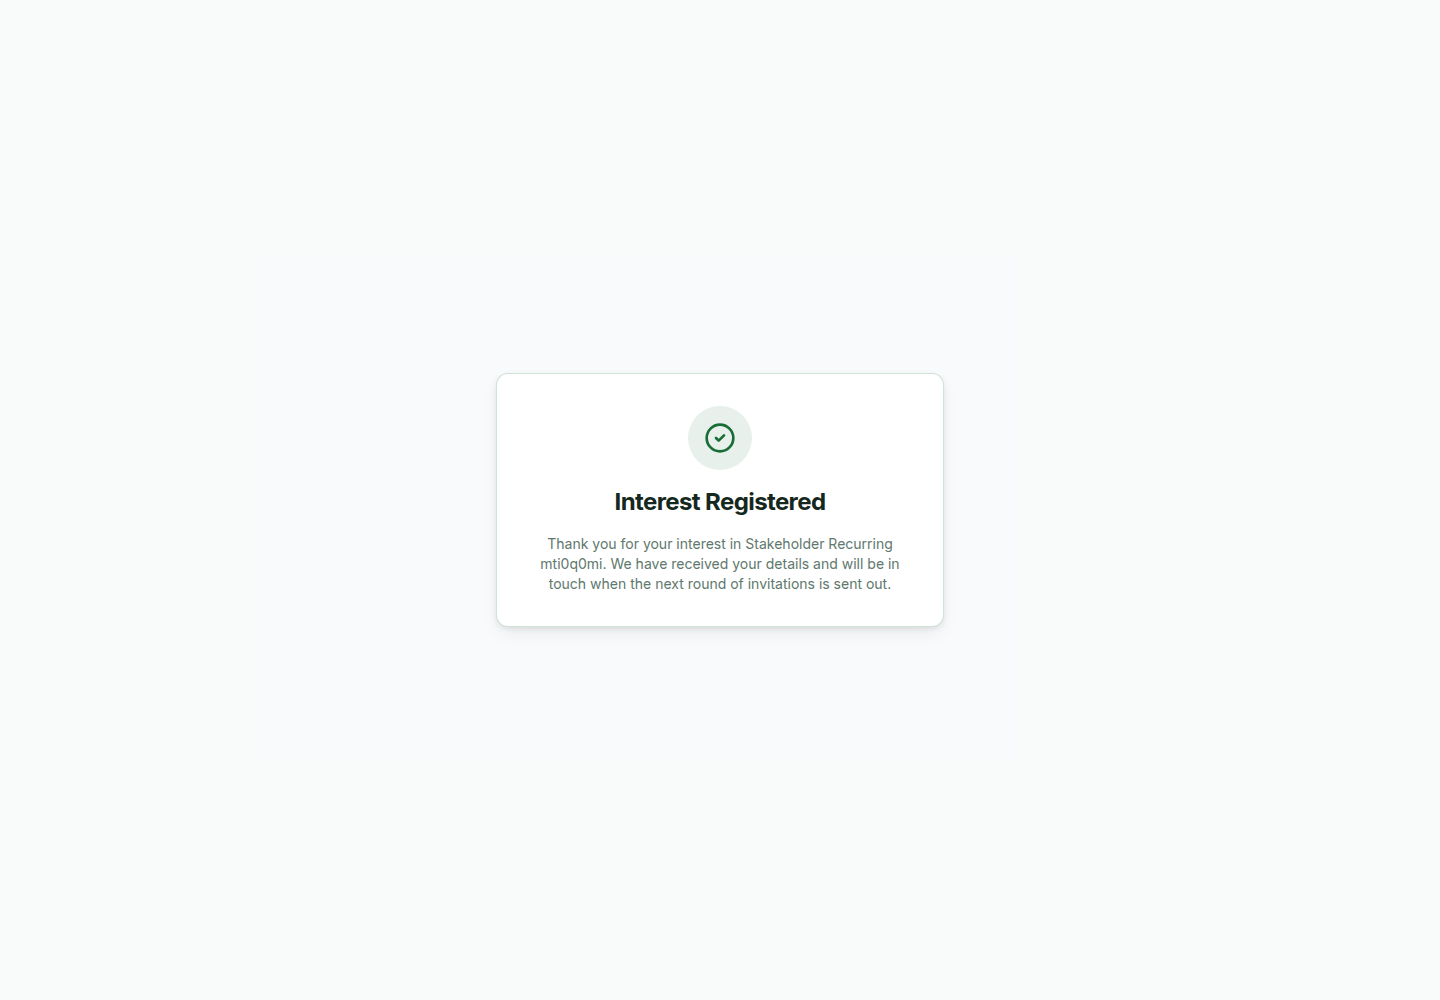 Interest Registered
Thank you for your interest in Stakeholder Recurring
mti0q0mi. We have received your details and will be in
touch when the next round of invitations is sent out.